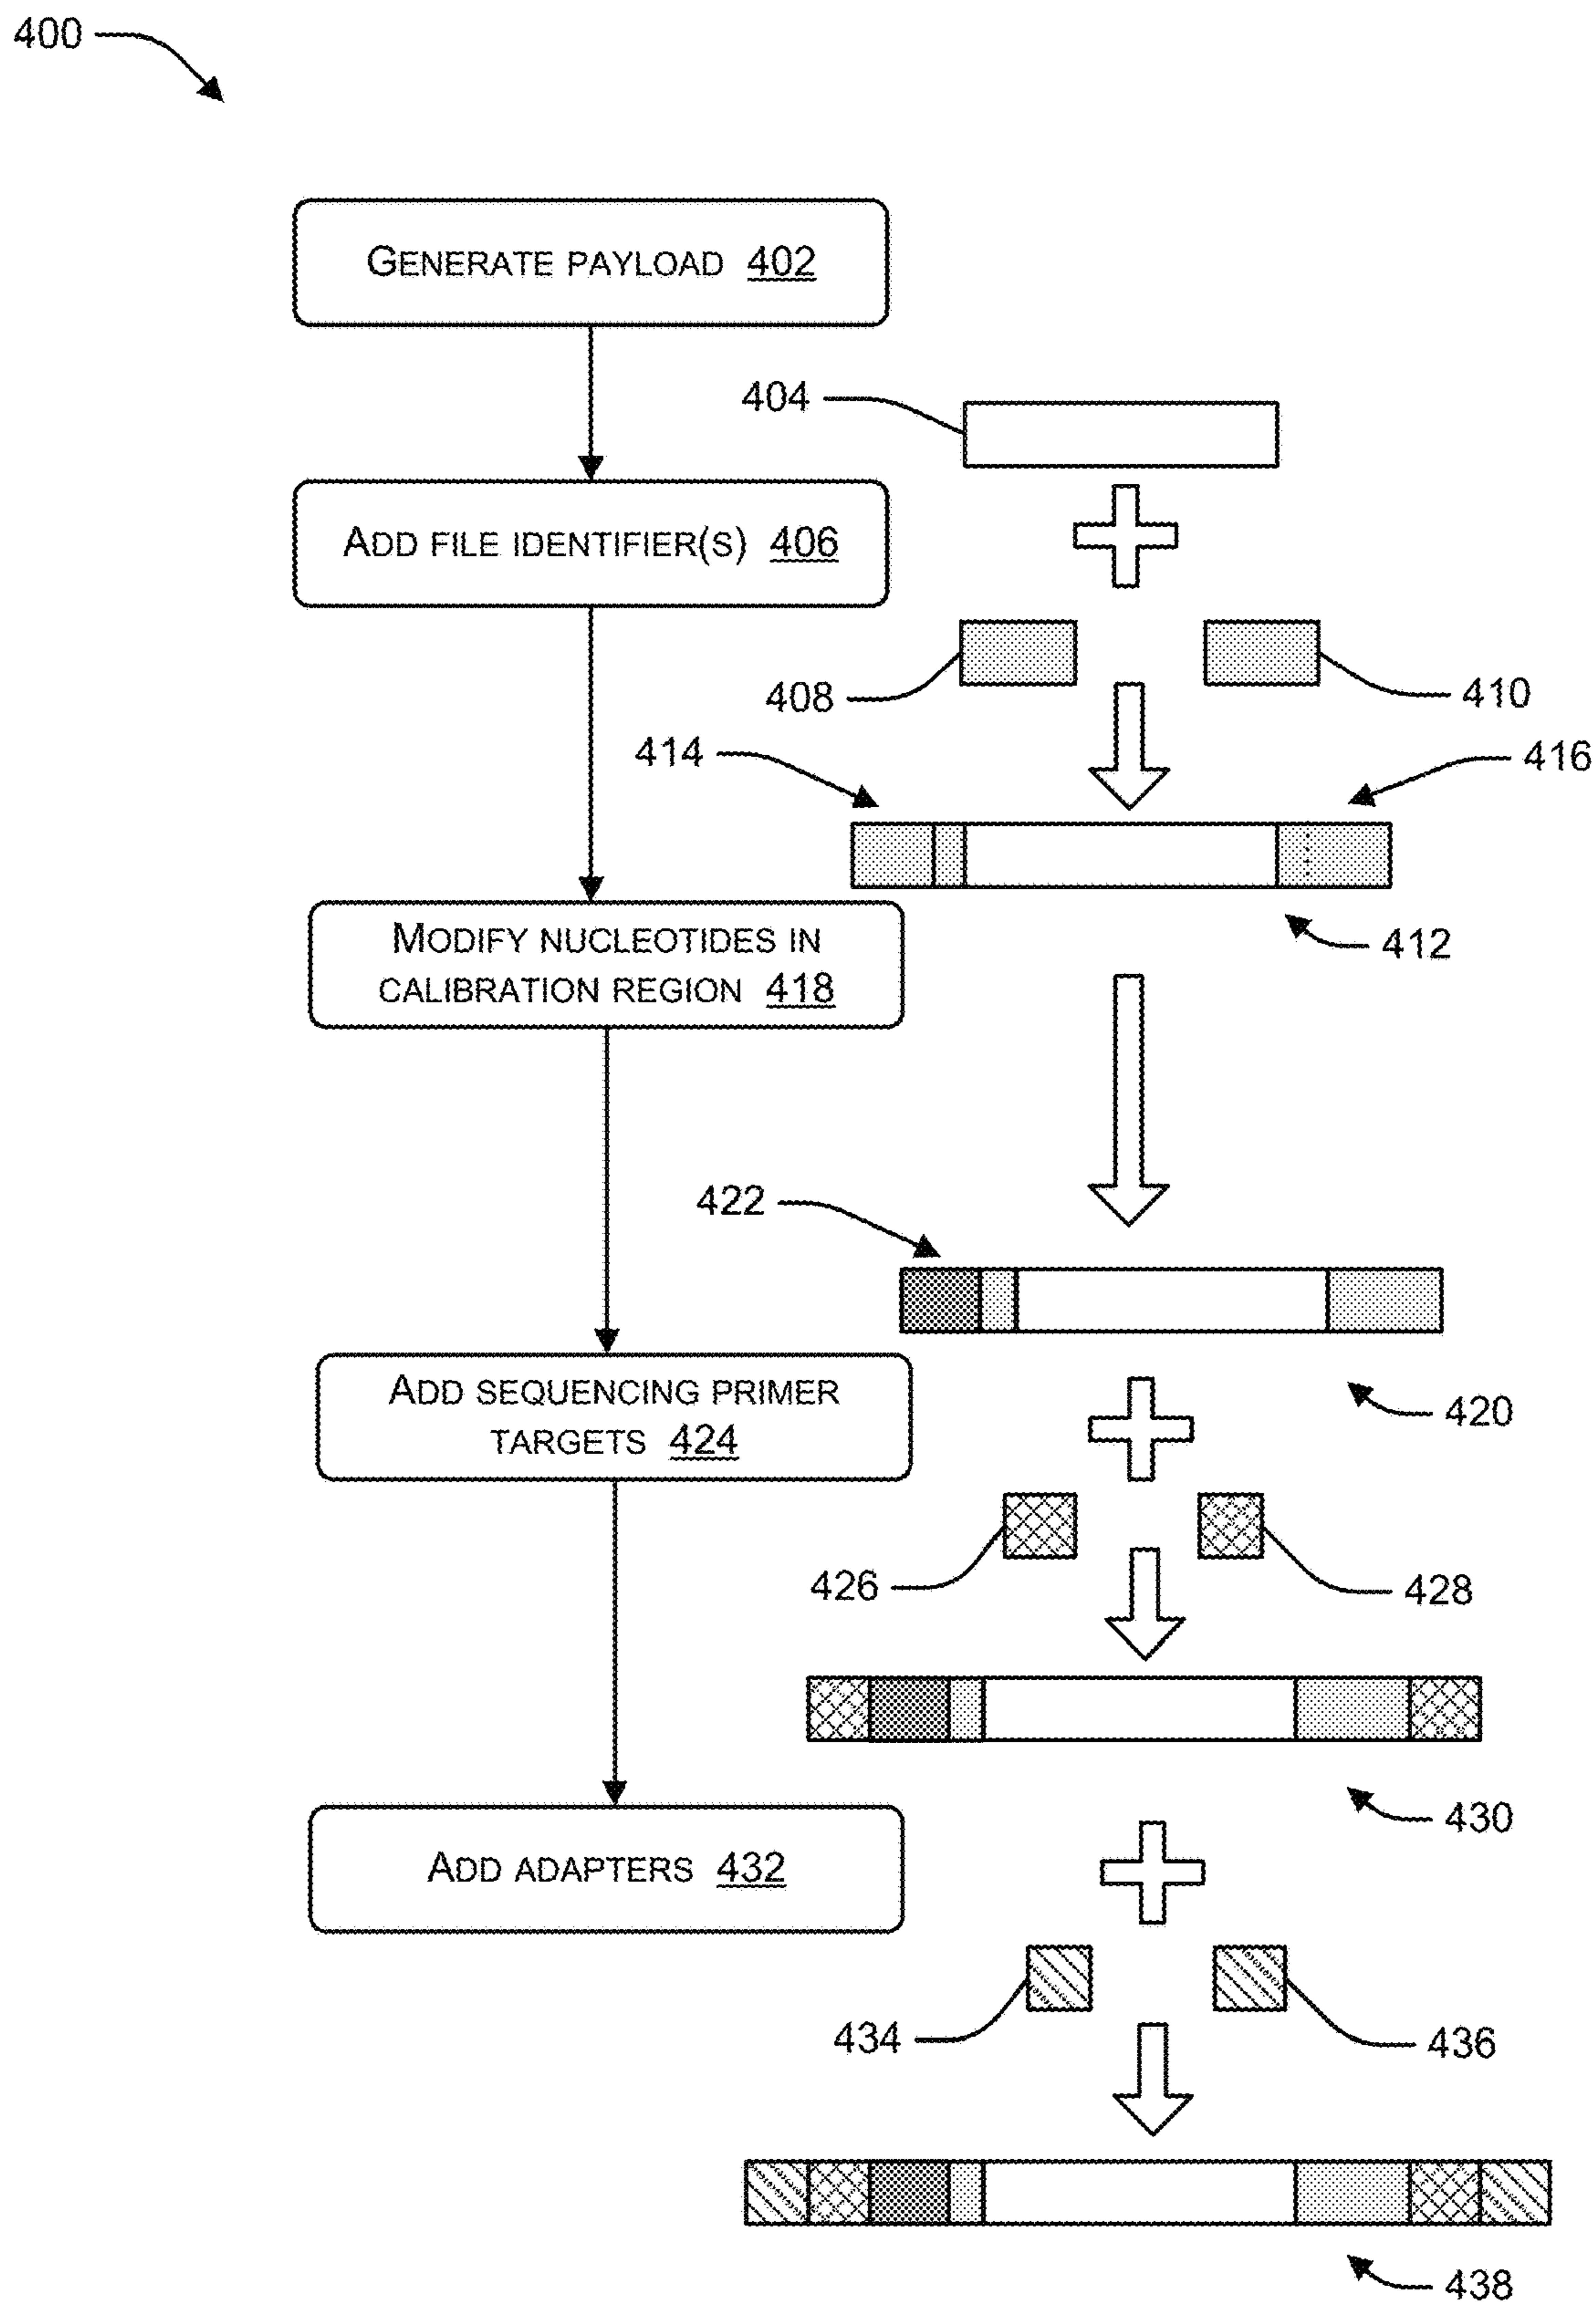 400
GENERATE PAYLOAD 402
404
ADD FILE IDENTIFIER(S) 406
408
410
414
416
MODIFY NUCLEOTIDES IN
CALIBRATION REGION 418
412
422
ADD SEQUENCING PRIMER
TARGETS 424
420
426
428
430
ADD ADAPTERS 432
434
436
438